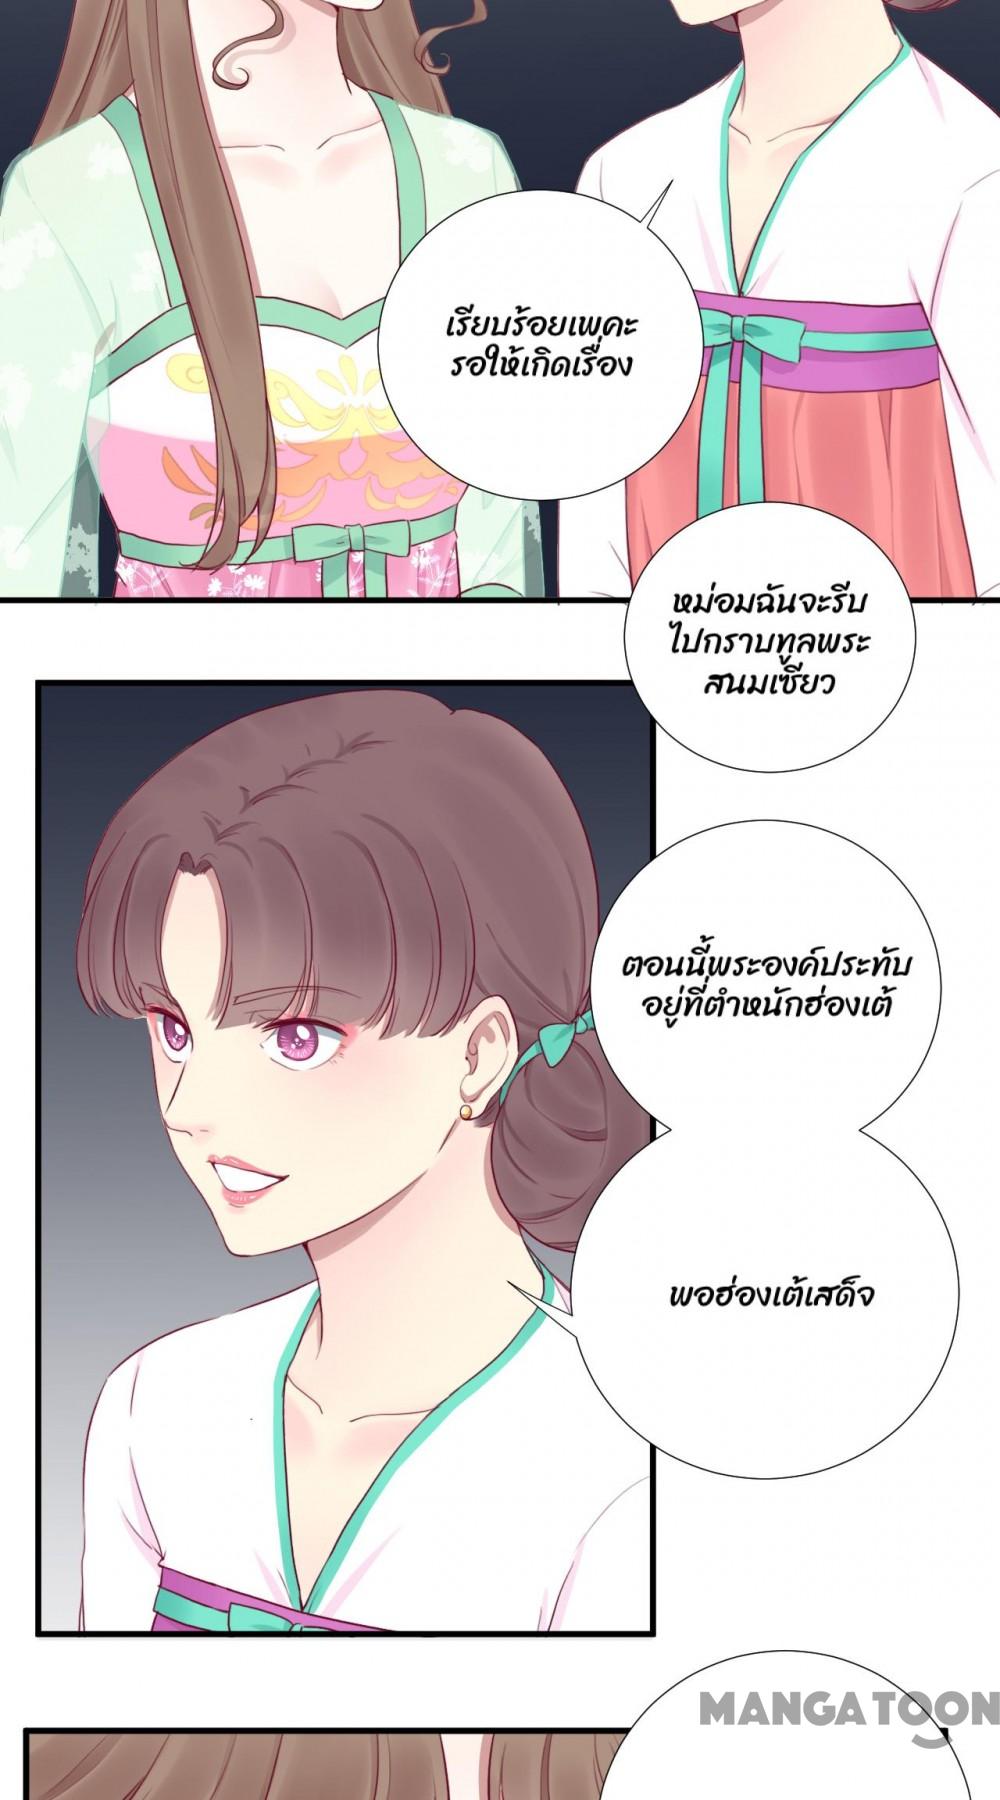 เรียบร้อยเพคะ
รอให้เกิดเรื่อง
หม่อมฉันจะรีบ
ไปกราบทูลพระ
สนมเซียว
ตอนนี้พระองค์ประทับ
อยู่ที่ตำหนักฮ่องเต้
พอฮ่องเต้เสด็จ
MANGATOON